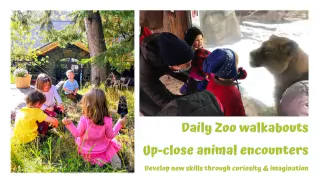 Daily Zoo walkabouts
Up-close animal encounters
Develop new skills through curiosity & imagination